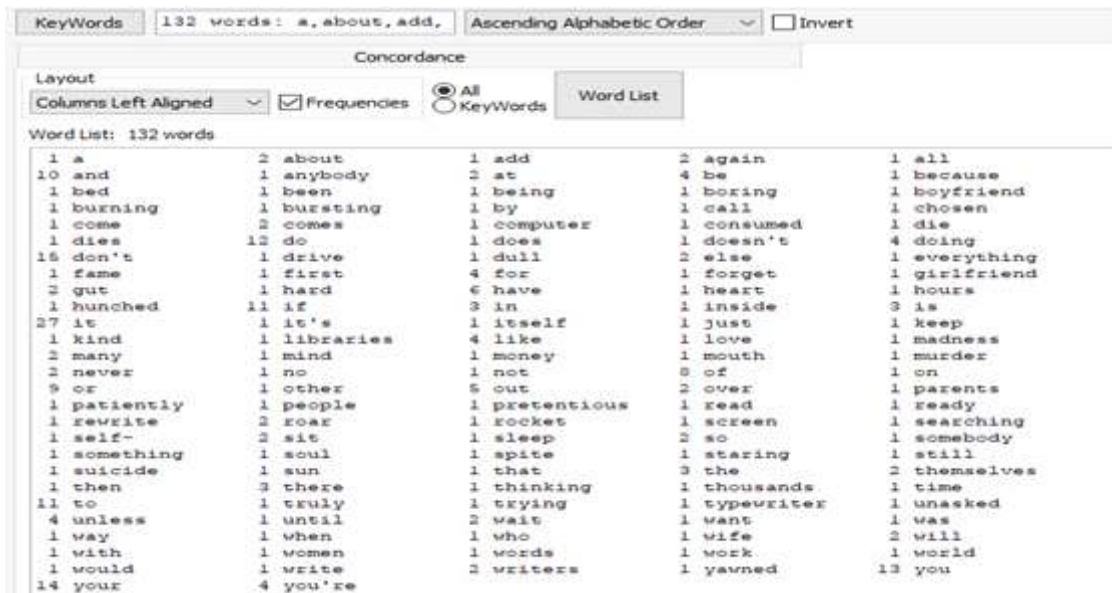 KeyWords 132 words: a,about,add, Ascending Alphabetic Order Invert
Concordance
Layout
Columns Left Aligned Frequencies All KeyWords Word List
Word List: 132 words
1 a 2 about 1 add 2 again 1 all
10 and 1 anybody 2 at 4 be 1 because
1 bed 1 been 1 being 1 boring 1 boyfriend
1 burning 1 bursting 1 by 1 call 1 chosen
1 come 2 comes 1 computer 1 consumed 1 die
1 dies 12 do 1 does 1 doesn't 4 doing
15 don't 1 drive 1 dull 2 else 1 everything
1 fame 1 first 4 for 1 forget 1 girlfriend
2 gut 1 hard 6 have 1 heart 1 hours
1 hunched 11 if 3 in 1 inside 3 is
27 it 1 it's 1 itself 1 just 1 keep
1 kind 1 libraries 4 like 1 love 1 madness
2 many 1 mind 1 money 1 mouth 1 murder
2 never 1 no 1 not 8 of 1 on
9 or 1 other 5 out 2 over 1 parents
1 patiently 1 people 1 pretentious 1 read 1 ready
1 rewrite 2 roar 1 rocket 1 screen 1 searching
1 self- 2 sit 1 sleep 2 so 1 somebody
1 something 1 soul 1 spite 1 staring 1 still
1 suicide 1 sun 1 that 3 the 2 themselves
1 then 3 there 1 thinking 1 thousands 1 time
11 to 1 truly 1 trying 1 typewriter 1 unasked
4 unless 1 until 2 wait 1 want 1 was
1 way 1 when 1 who 1 wife 2 will
1 with 1 women 1 words 1 work 1 world
1 would 1 write 2 writers 1 yawned 13 you
14 your 4 you're